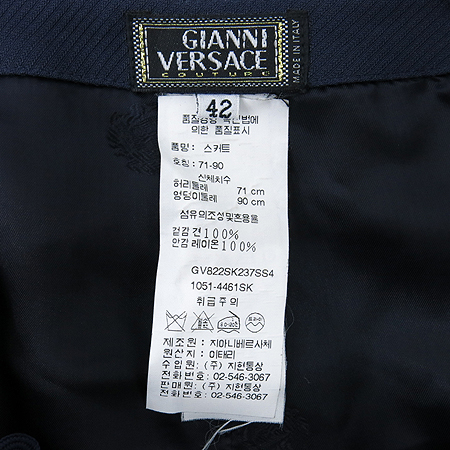 GIANNI
VERSACE
COUTURE
MADE IN ITALY
42
품질경영 촉진법에
의한 품질표시
품명: 스커트
호칭: 71-90
신체치수
허리둘레 71 cm
엉덩이둘레 90 cm
섬유의조성및혼용율
겉감 견 100%
안감 레이온 100%
GV822SK237SS4
1051-4461SK
취급주의
제조원: 지아니베르사체
원산지: 이태리
수입원: (주) 지현통상
전화번호: 02-546-3067
판매원: (주) 지현통상
전화번호: 02-546-3067